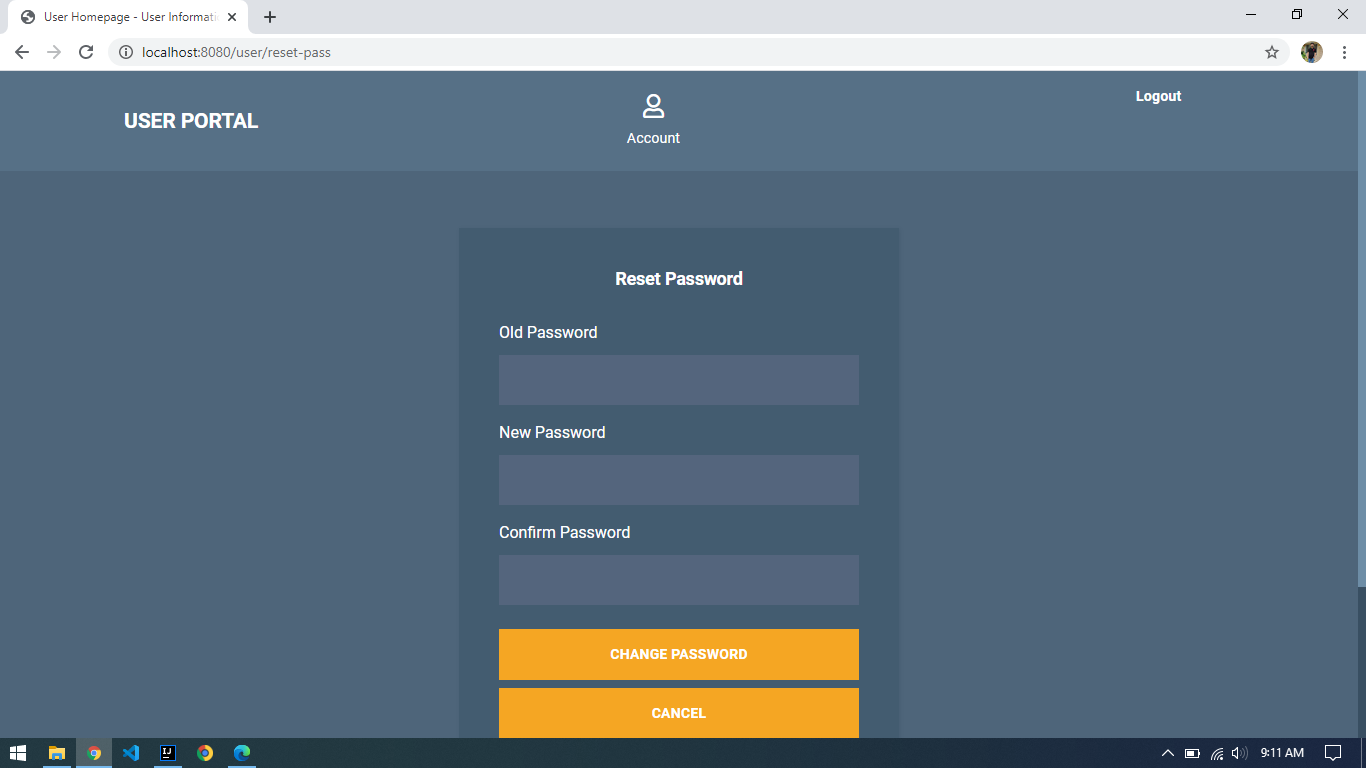 User Homepage - User Informati
localhost:8080/user/reset-pass
USER PORTAL
Account
Logout
Reset Password
Old Password
New Password
Confirm Password
CHANGE PASSWORD
CANCEL
IJ
9:11 AM